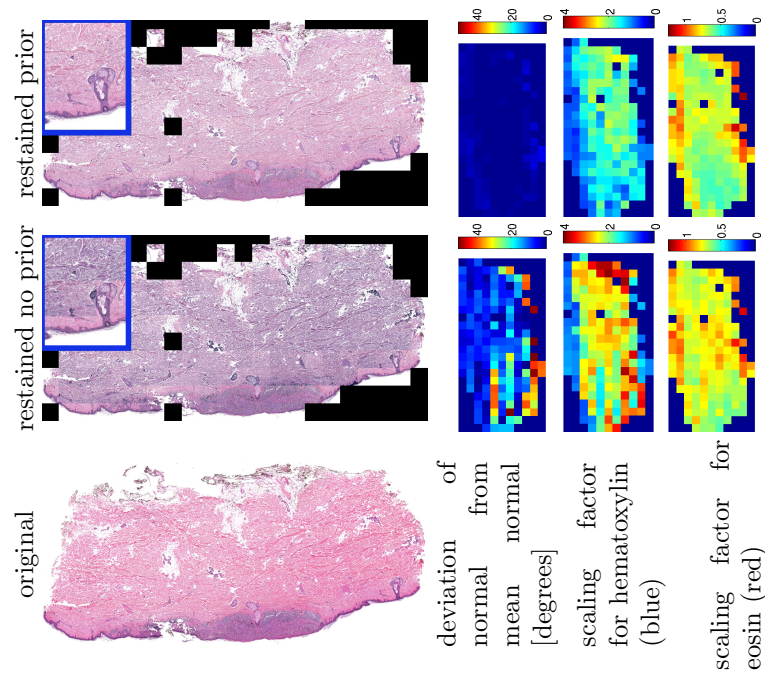 original
restained no prior
restained prior
deviation of
normal from
mean normal
[degrees]
40
20
0
40
20
0
scaling factor
for hematoxylin
(blue)
4
2
0
4
2
0
scaling factor for
eosin (red)
1
0.5
0
1
0.5
0